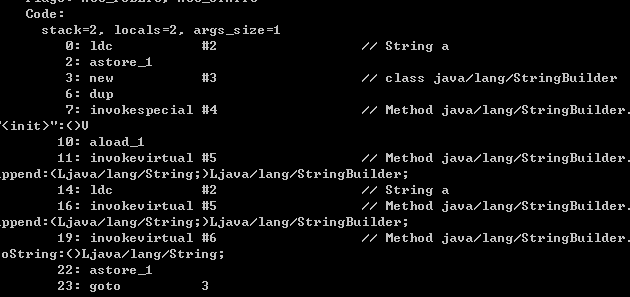 Code:
stack=2, locals=2, args_size=1
0: ldc #2 // String a
2: astore_1
3: new #3 // class java/lang/StringBuilder
6: dup
7: invokespecial #4 // Method java/lang/StringBuilder.
"<init>":()V
10: aload_1
11: invokevirtual #5 // Method java/lang/StringBuilder.
append:(Ljava/lang/String;)Ljava/lang/StringBuilder;
14: ldc #2 // String a
16: invokevirtual #5 // Method java/lang/StringBuilder.
append:(Ljava/lang/String;)Ljava/lang/StringBuilder;
19: invokevirtual #6 // Method java/lang/StringBuilder.
oString:()Ljava/lang/String;
22: astore_1
23: goto 3